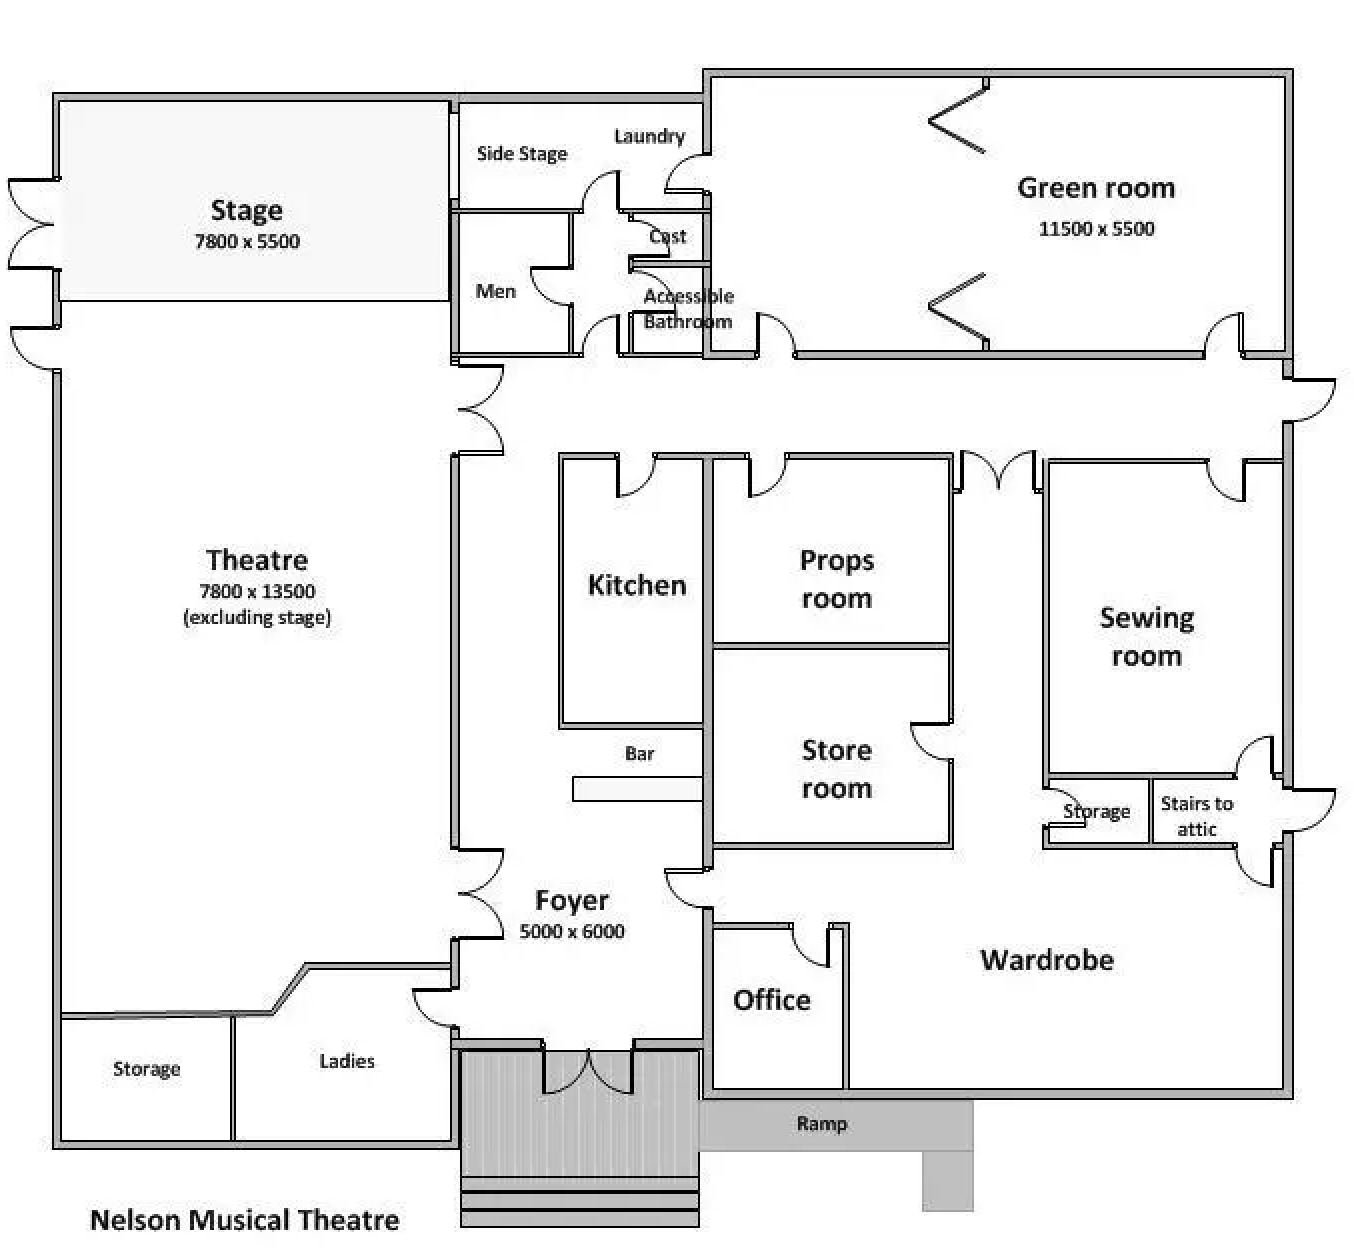 Laundry
Side Stage
Green room
11500 x 5500
Stage
7800 x 5500
Cast
Men
Accessible
Bathroom
Theatre
7800 x 13500
(excluding stage)
Kitchen
Props
room
Sewing
room
Bar
Store
room
Storage
Stairs to
attic
Foyer
5000 x 6000
Wardrobe
Office
Storage
Ladies
Ramp
Nelson Musical Theatre